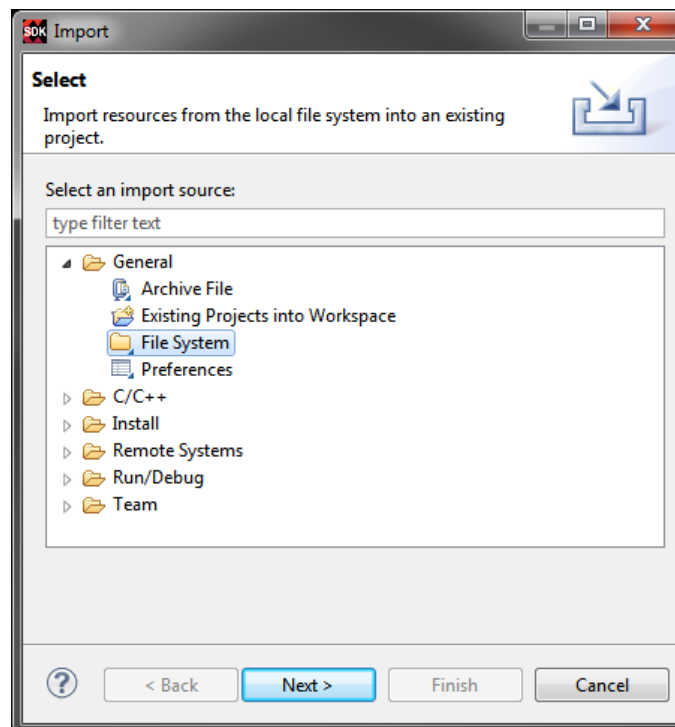 SDK Import
Select
Import resources from the local file system into an existing
project.
Select an import source:
type filter text
General
Archive File
Existing Projects into Workspace
File System
Preferences
C/C++
Install
Remote Systems
Run/Debug
Team
? < Back Next > Finish Cancel